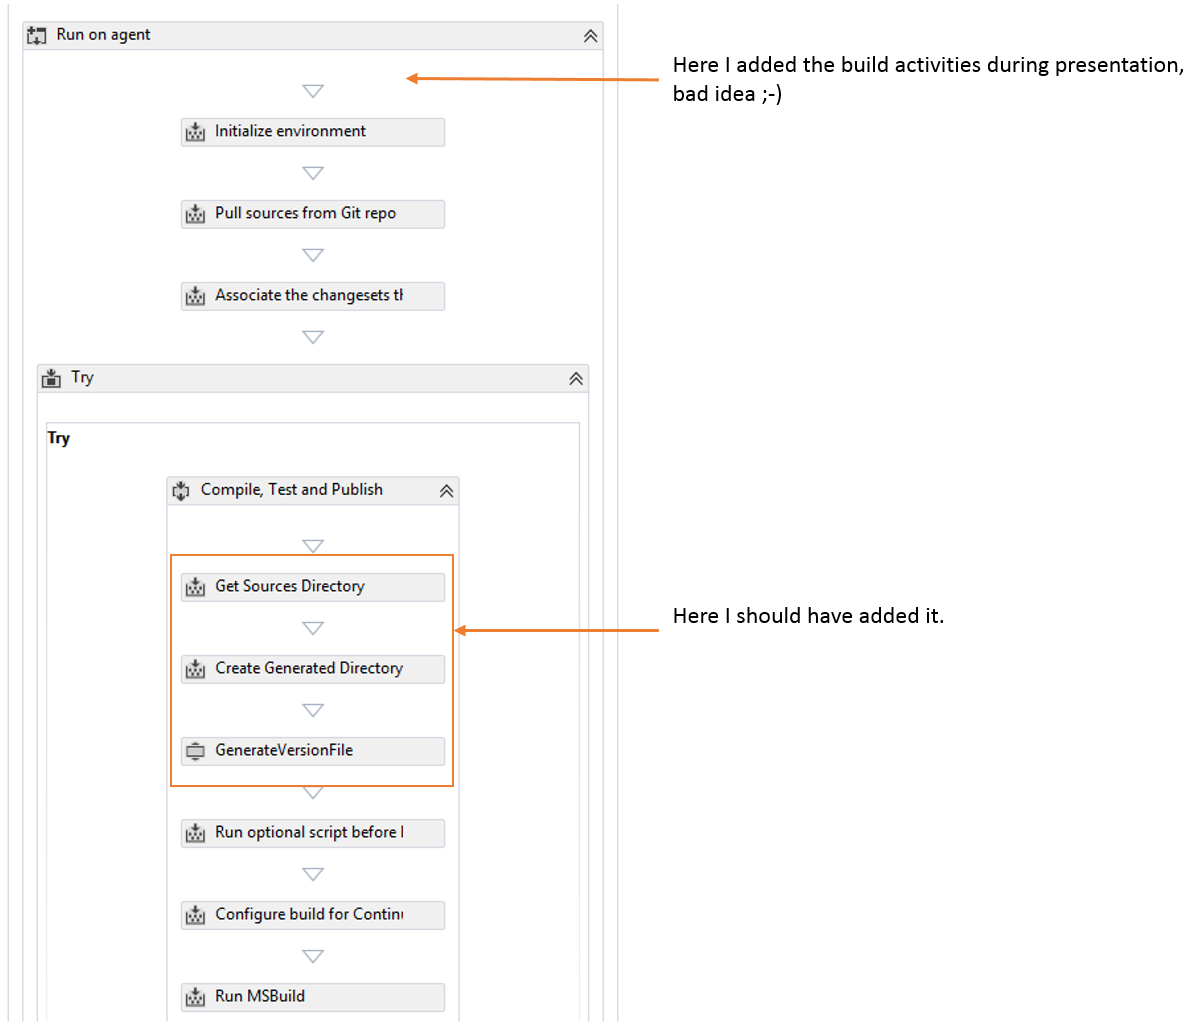 Run on agent
Here I added the build activities during presentation,
bad idea ;-)
Initialize environment
Pull sources from Git repo
Associate the changesets th
Try
Try
Compile, Test and Publish
Get Sources Directory
Here I should have added it.
Create Generated Directory
GenerateVersionFile
Run optional script before
Configure build for Contin
Run MSBuild